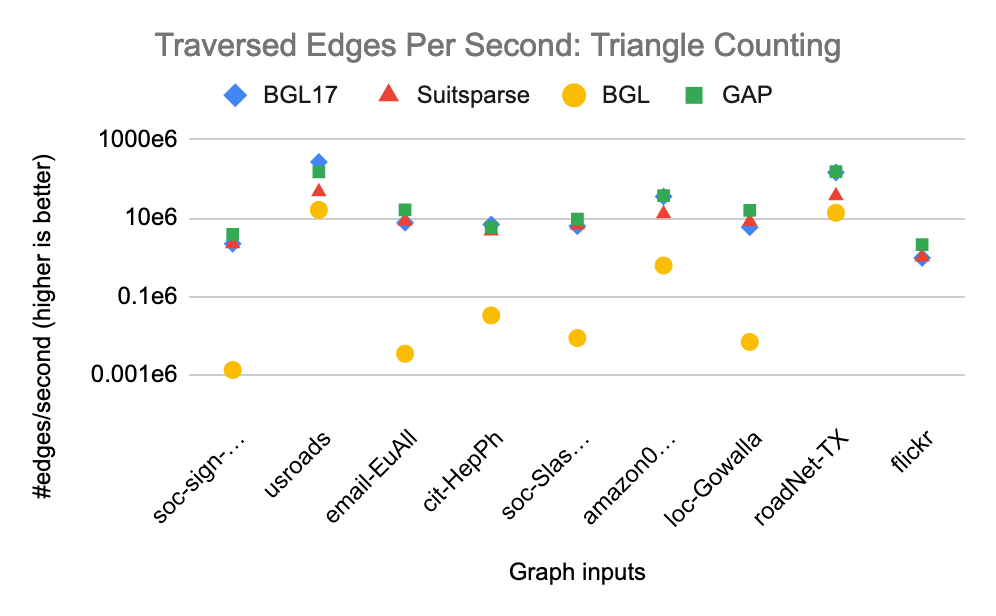 Traversed Edges Per Second: Triangle Counting
BGL17 Suitsparse BGL GAP
1000e6
10e6
0.1e6
0.001e6
#edges/second (higher is better)
soc-sign-... usroads email-EuAll cit-HepPh soc-Slas... amazon0... loc-Gowalla roadNet-TX flickr
Graph inputs